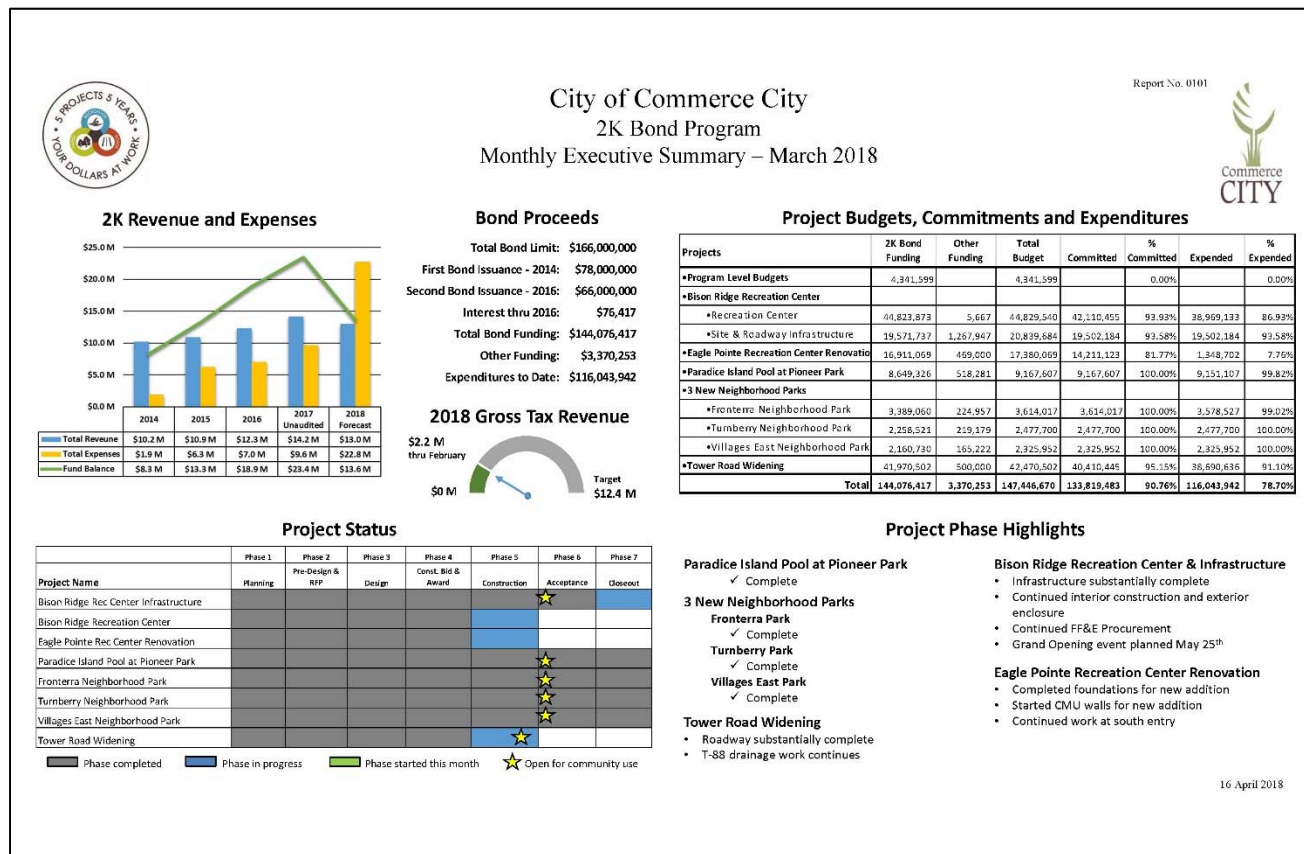 Report No. 0101
5 PROJECTS 5 YEARS • YOUR DOLLARS AT WORK •
City of Commerce City
2K Bond Program
Monthly Executive Summary – March 2018
Commerce
CITY
2K Revenue and Expenses
$25.0 M
$20.0 M
$15.0 M
$10.0 M
$5.0 M
$0.0 M
2014 2015 2016 2017 Unaudited 2018 Forecast
Total Reveune $10.2 M $10.9 M $12.3 M $14.2 M $13.0 M
Total Expenses $1.9 M $6.3 M $7.0 M $9.6 M $22.8 M
Fund Balance $8.3 M $13.3 M $18.9 M $23.4 M $13.6 M
Bond Proceeds
Total Bond Limit: $166,000,000
First Bond Issuance - 2014: $78,000,000
Second Bond Issuance - 2016: $66,000,000
Interest thru 2016: $76,417
Total Bond Funding: $144,076,417
Other Funding: $3,370,253
Expenditures to Date: $116,043,942
2018 Gross Tax Revenue
$2.2 M
thru February
$0 M
Target
$12.4 M
Project Budgets, Commitments and Expenditures
Projects 2K Bond Funding Other Funding Total Budget Committed % Committed Expended % Expended
•Program Level Budgets 4,341,599 4,341,599 0.00% 0.00%
•Bison Ridge Recreation Center
•Recreation Center 44,823,873 5,667 44,829,540 42,110,455 93.93% 38,969,133 86.93%
•Site & Roadway Infrastructure 19,571,737 1,267,947 20,839,684 19,502,184 93.58% 19,502,184 93.58%
•Eagle Pointe Recreation Center Renovatio 16,911,069 469,000 17,380,069 14,211,123 81.77% 1,348,702 7.76%
•Paradice Island Pool at Pioneer Park 8,649,326 518,281 9,167,607 9,167,607 100.00% 9,151,107 99.82%
•3 New Neighborhood Parks
•Fronterra Neighborhood Park 3,389,060 224,957 3,614,017 3,614,017 100.00% 3,578,527 99.02%
•Turnberry Neighborhood Park 2,258,521 219,179 2,477,700 2,477,700 100.00% 2,477,700 100.00%
•Villages East Neighborhood Park 2,160,730 165,222 2,325,952 2,325,952 100.00% 2,325,952 100.00%
•Tower Road Widening 41,970,502 500,000 42,470,502 40,410,445 95.15% 38,690,636 91.10%
Total 144,076,417 3,370,253 147,446,670 133,819,483 90.76% 116,043,942 78.70%
Project Status
Phase 1 Phase 2 Phase 3 Phase 4 Phase 5 Phase 6 Phase 7
Project Name Planning Pre-Design & RFP Design Const. Bid & Award Construction Acceptance Closeout
Bison Ridge Rec Center Infrastructure
Bison Ridge Recreation Center
Eagle Pointe Rec Center Renovation
Paradice Island Pool at Pioneer Park
Fronterra Neighborhood Park
Turnberry Neighborhood Park
Villages East Neighborhood Park
Tower Road Widening
Phase completed Phase in progress Phase started this month Open for community use
Project Phase Highlights
Paradice Island Pool at Pioneer Park
✓ Complete
3 New Neighborhood Parks
Fronterra Park
✓ Complete
Turnberry Park
✓ Complete
Villages East Park
✓ Complete
Tower Road Widening
• Roadway substantially complete
• T-88 drainage work continues
Bison Ridge Recreation Center & Infrastructure
• Infrastructure substantially complete
• Continued interior construction and exterior
enclosure
• Continued FF&E Procurement
• Grand Opening event planned May 25th
Eagle Pointe Recreation Center Renovation
• Completed foundations for new addition
• Started CMU walls for new addition
• Continued work at south entry
16 April 2018